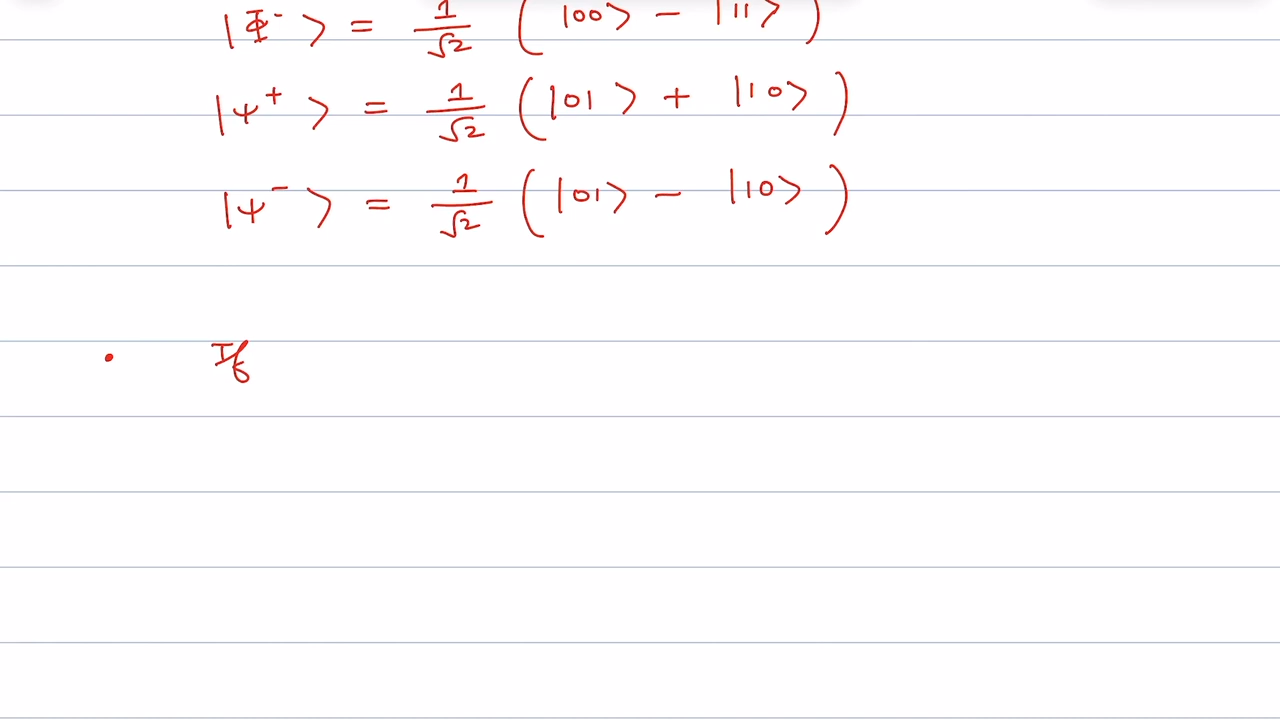 |Φ⁻⟩ = 1/√2 (|00⟩ − |11⟩)
|ψ⁺⟩ = 1/√2 (|01⟩ + |10⟩)
|ψ⁻⟩ = 1/√2 (|01⟩ − |10⟩)
• If